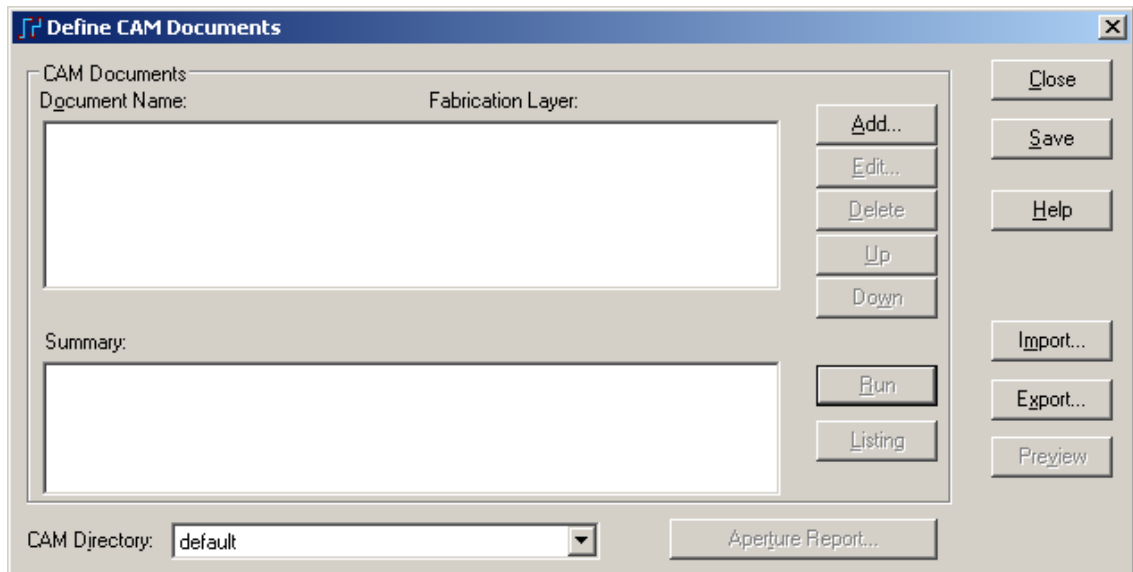 Define CAM Documents
CAM Documents
Document Name: Fabrication Layer:
Add...
Edit...
Delete
Up
Down
Summary:
Run
Listing
Close
Save
Help
Import...
Export...
Preview
CAM Directory: default
Aperture Report...